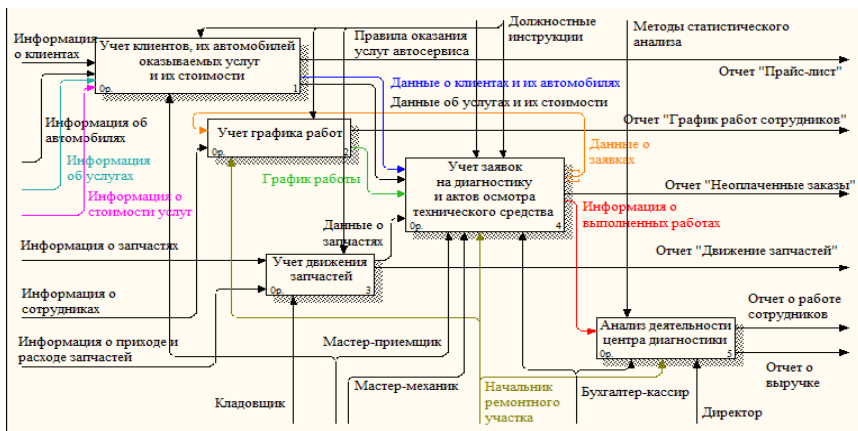 Информация
о клиентах
Учет клиентов, их автомобилей
оказываемых услуг
и их стоимости
0р.
1
Правила оказания
услуг автосервиса
Должностные
инструкции
Методы статистического
анализа
Отчет "Прайс-лист"
Данные о клиентах и их автомобилях
Данные об услугах и их стоимости
Информация об
автомобилях
Учет графика работ
0р.
2
Отчет "График работ сотрудников"
Данные о
заявках
Информация
об услугах
График работы
Учет заявок
на диагностику
и актов осмотра
технического средства
0р.
4
Отчет "Неоплаченные заказы"
Информация о
стоимости услуг
Информация о
выполненных работах
Данные о
запчастях
Информация о запчастях
Отчет "Движение запчастей"
Учет движения
запчастей
0р.
3
Информация о
сотрудниках
Отчет о работе
сотрудников
Анализ деятельности
центра диагностики
0р.
5
Информация о приходе и
расходе запчастей
Мастер-приемщик
Отчет о
выручке
Мастер-механик
Начальник
ремонтного
участка
Бухгалтер-кассир
Кладовщик
Директор